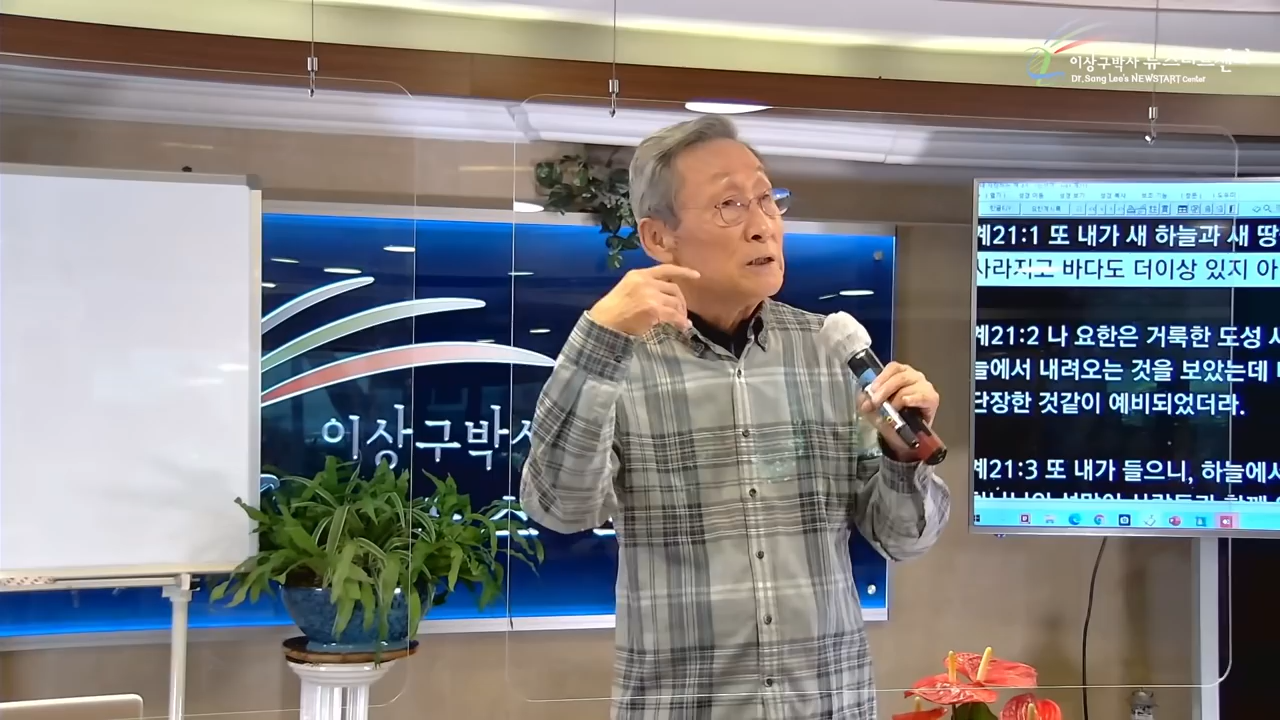 이상구박사 뉴스타트센터
Dr. Sang Lee's NEWSTART Center
이상구박사
계21:1 또 내가 새 하늘과 새 땅
사라지고 바다도 더이상 있지 아
계21:2 나 요한은 거룩한 도성 사
늘에서 내려오는 것을 보았는데
단장한 것같이 예비되었더라.
계21:3 또 내가 들으니, 하늘에서